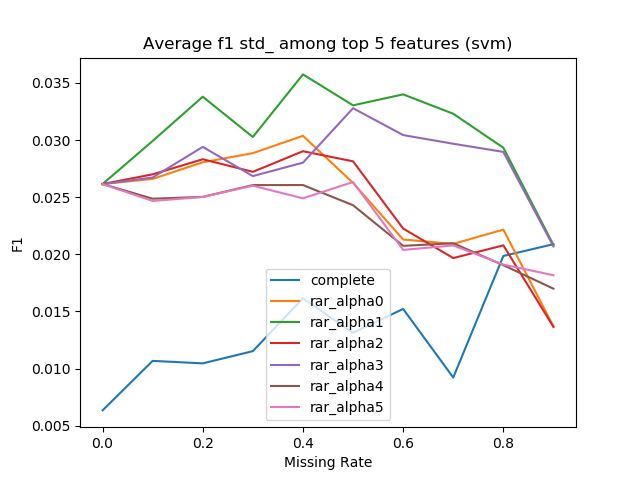 Average f1 std_ among top 5 features (svm)
0.035
0.030
0.025
0.020
0.015
0.010
0.005
F1
complete
rar_alpha0
rar_alpha1
rar_alpha2
rar_alpha3
rar_alpha4
rar_alpha5
0.0 0.2 0.4 0.6 0.8
Missing Rate